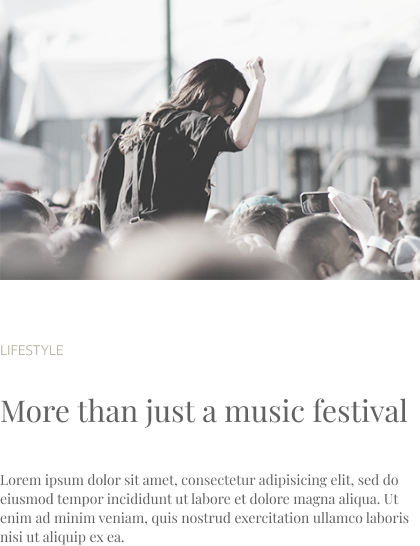 LIFESTYLE
More than just a music festival
Lorem ipsum dolor sit amet, consectetur adipisicing elit, sed do
eiusmod tempor incididunt ut labore et dolore magna aliqua. Ut
enim ad minim veniam, quis nostrud exercitation ullamco laboris
nisi ut aliquip ex ea.